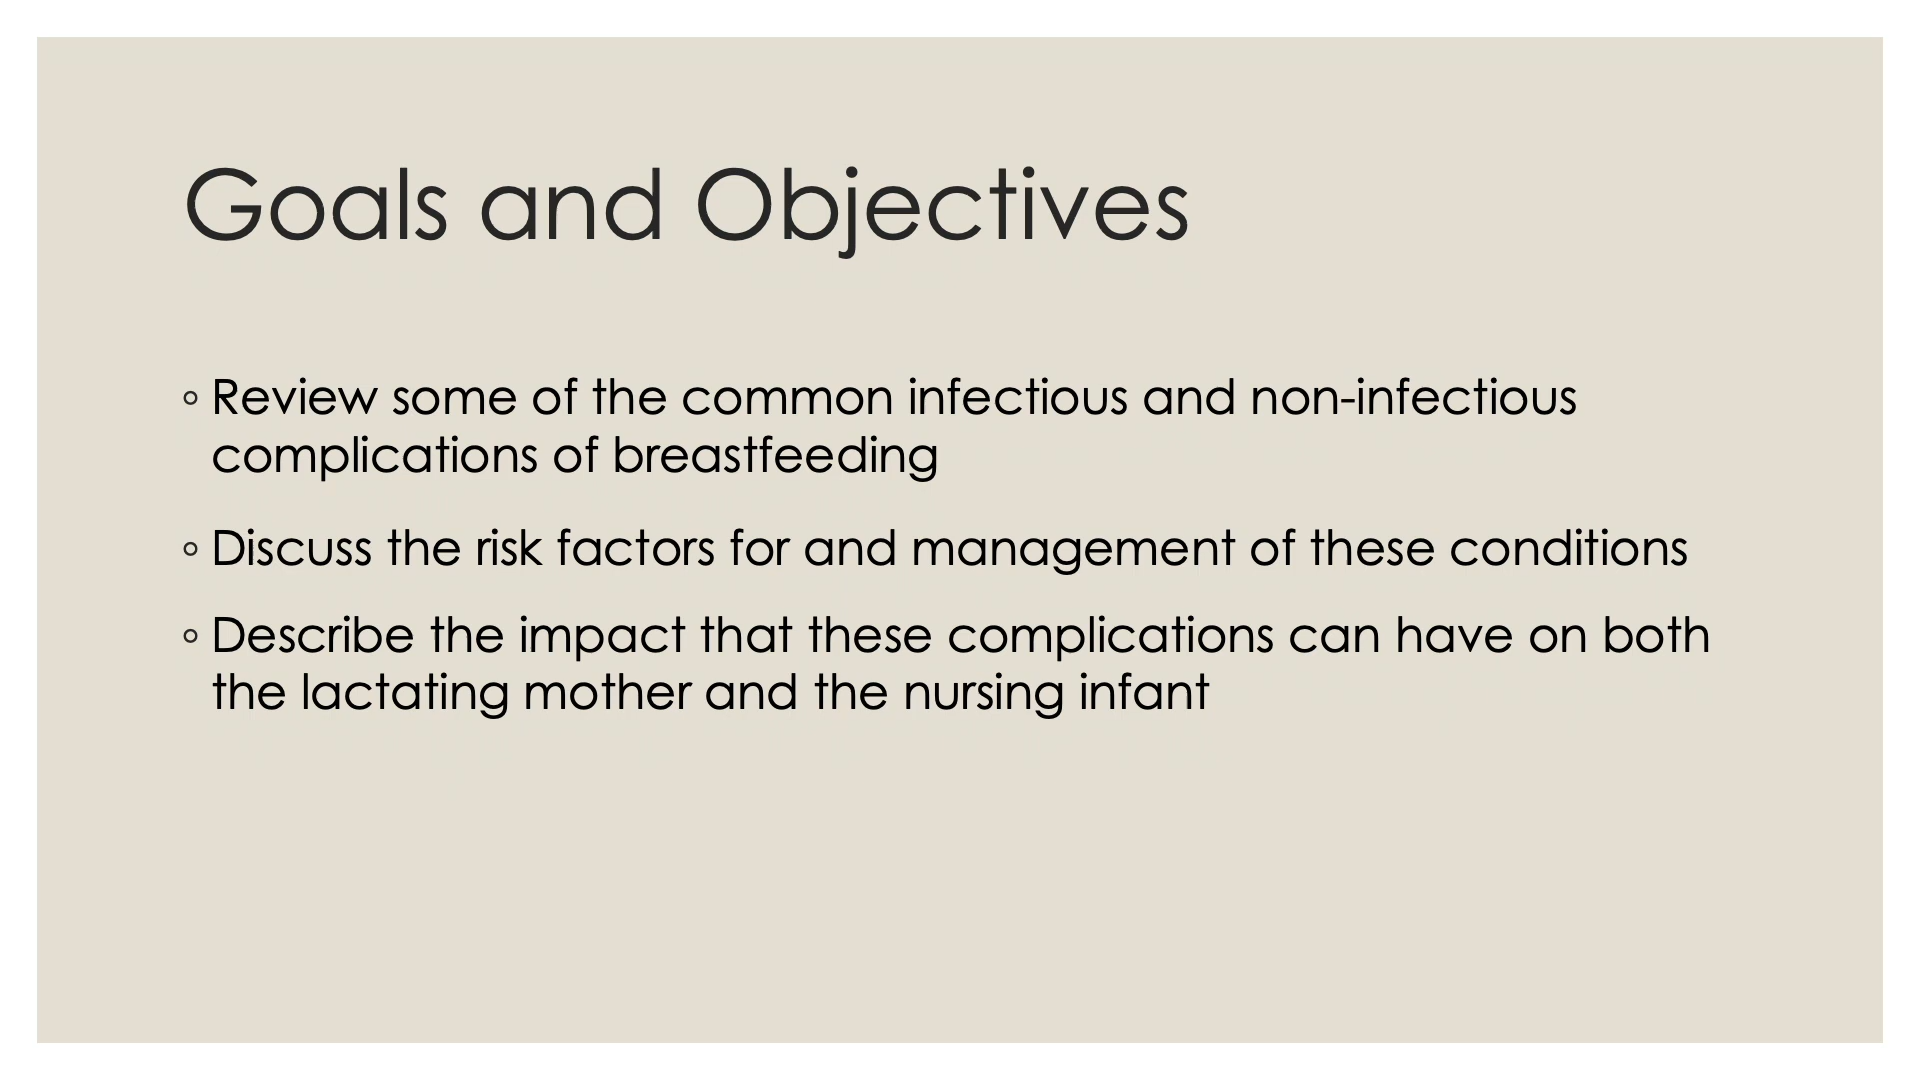 Goals and Objectives
◦ Review some of the common infectious and non-infectious
complications of breastfeeding
◦ Discuss the risk factors for and management of these conditions
◦ Describe the impact that these complications can have on both
the lactating mother and the nursing infant